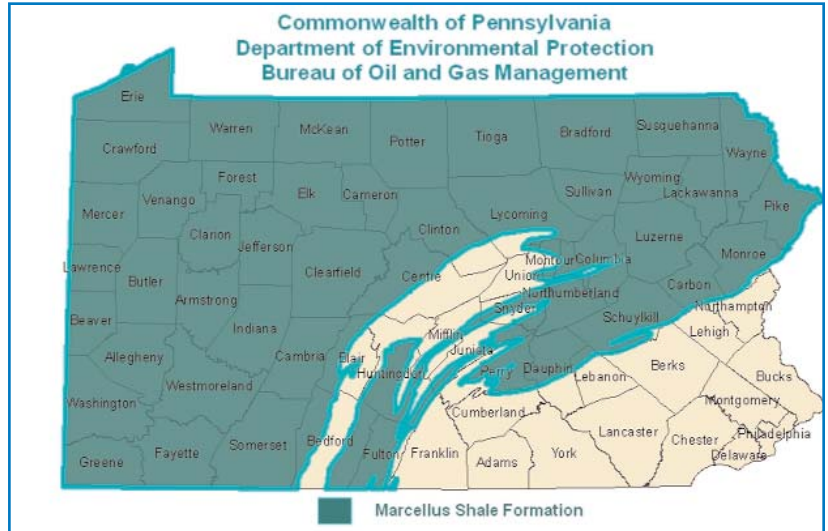 Commonwealth of Pennsylvania
Department of Environmental Protection
Bureau of Oil and Gas Management
Erie
Warren
McKean
Potter
Tioga
Bradford
Susquehanna
Wayne
Crawford
Forest
Wyoming
Lackawanna
Venango
Elk
Cameron
Sullivan
Pike
Mercer
Clinton
Lycoming
Clarion
Jefferson
Luzerne
Monroe
Lawrence
Butler
Clearfield
Centre
Union
Montour
Columbia
Carbon
Armstrong
Northumberland
Northampton
Beaver
Indiana
Snyder
Schuylkill
Lehigh
Allegheny
Cambria
Blair
Mifflin
Juniata
Huntingdon
Westmoreland
Perry
Dauphin
Lebanon
Berks
Bucks
Washington
Cumberland
Montgomery
Greene
Fayette
Somerset
Bedford
Fulton
Franklin
Adams
York
Lancaster
Chester
Philadelphia
Delaware
Marcellus Shale Formation